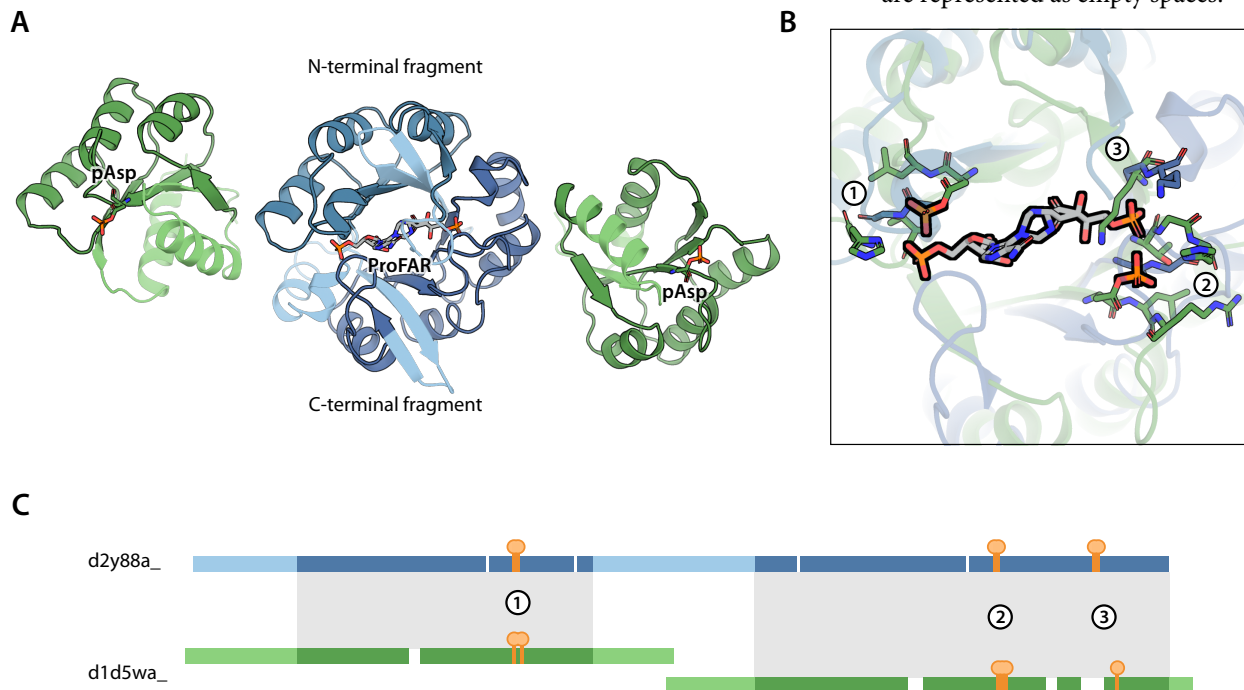 are represented as empty spaces.
A
B
N-terminal fragment
pAsp
ProFAR
pAsp
C-terminal fragment
1
3
2
C
d2y88a_
1
2
3
d1d5wa_